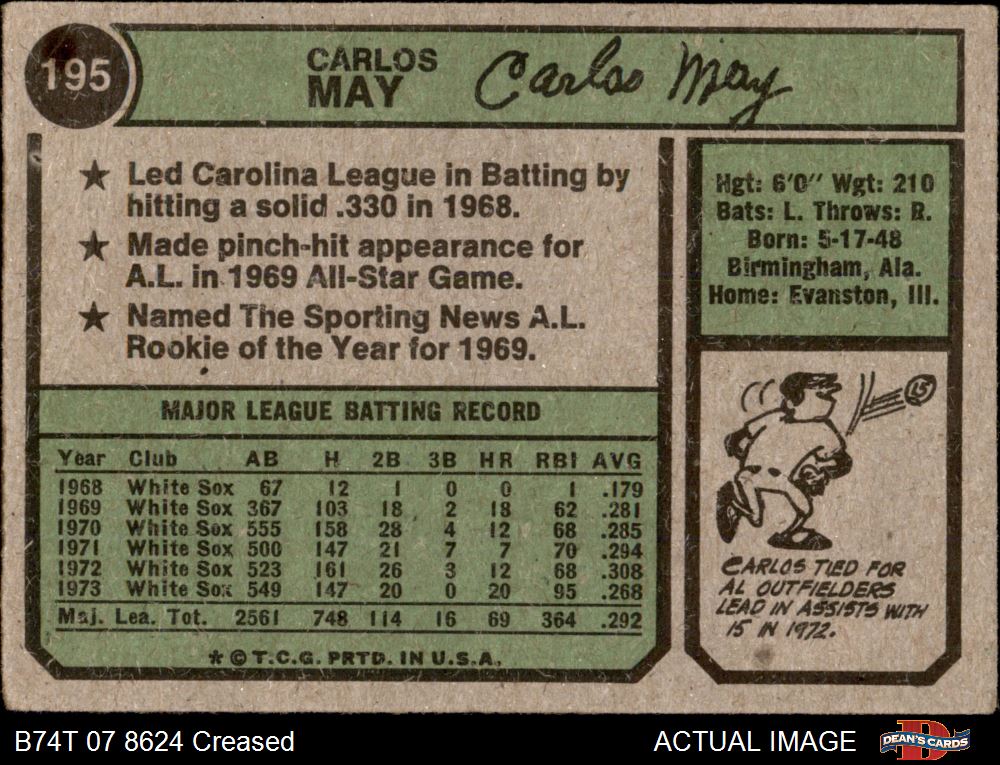 195
CARLOS
MAY
Carlos May
★ Led Carolina League in Batting by
hitting a solid .330 in 1968.
★ Made pinch-hit appearance for
A.L. in 1969 All-Star Game.
★ Named The Sporting News A.L.
Rookie of the Year for 1969.
Hgt: 6'0" Wgt: 210
Bats: L. Throws: R.
Born: 5-17-48
Birmingham, Ala.
Home: Evanston, Ill.
MAJOR LEAGUE BATTING RECORD
Year Club AB H 2B 3B HR RBI AVG
1968 White Sox 67 12 1 0 0 1 .179
1969 White Sox 367 103 18 2 18 62 .281
1970 White Sox 555 158 28 4 12 68 .285
1971 White Sox 500 147 21 7 7 70 .294
1972 White Sox 523 161 26 3 12 68 .308
1973 White Sox 549 147 20 0 20 95 .268
Maj. Lea. Tot. 2561 748 114 16 69 364 .292
* © T.C.G. PRTD. IN U.S.A.
15
CARLOS TIED FOR
AL OUTFIELDERS
LEAD IN ASSISTS WITH
15 IN 1972.
B74T 07 8624 Creased
ACTUAL IMAGE
DEAN'S CARDS